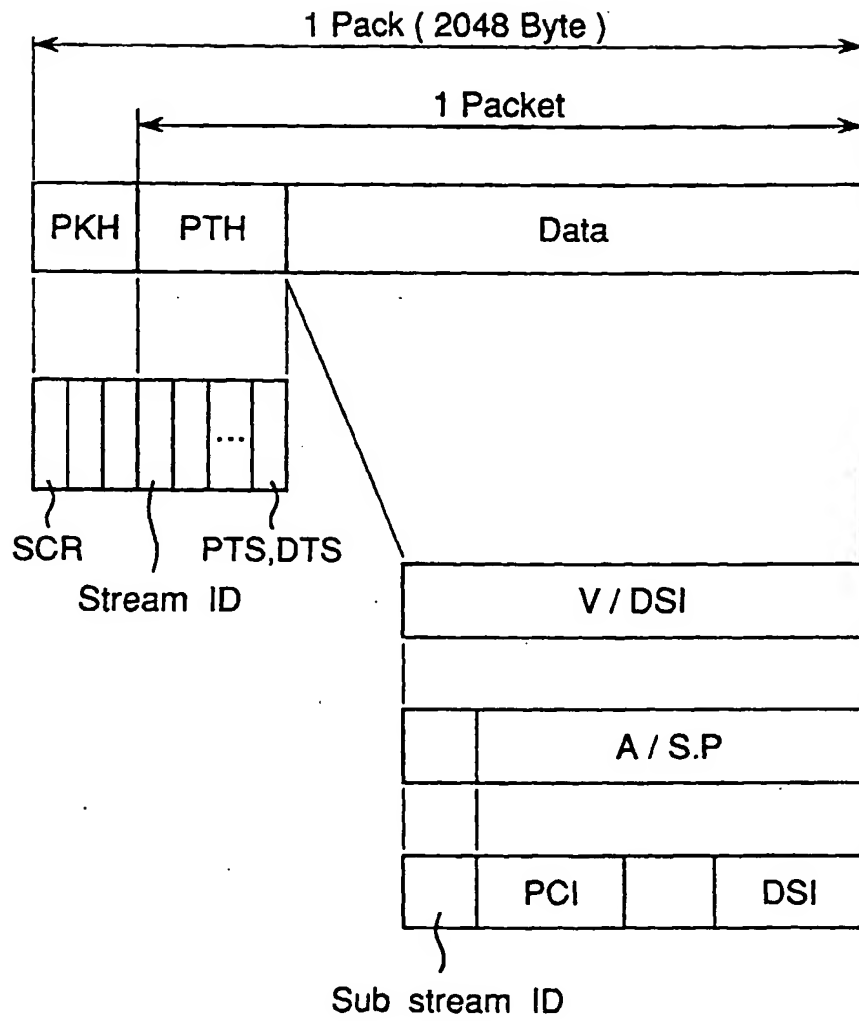 1 Pack ( 2048 Byte )
1 Packet
PKH PTH Data
...
SCR PTS,DTS
Stream ID
V / DSI
A / S.P
PCI DSI
Sub stream ID